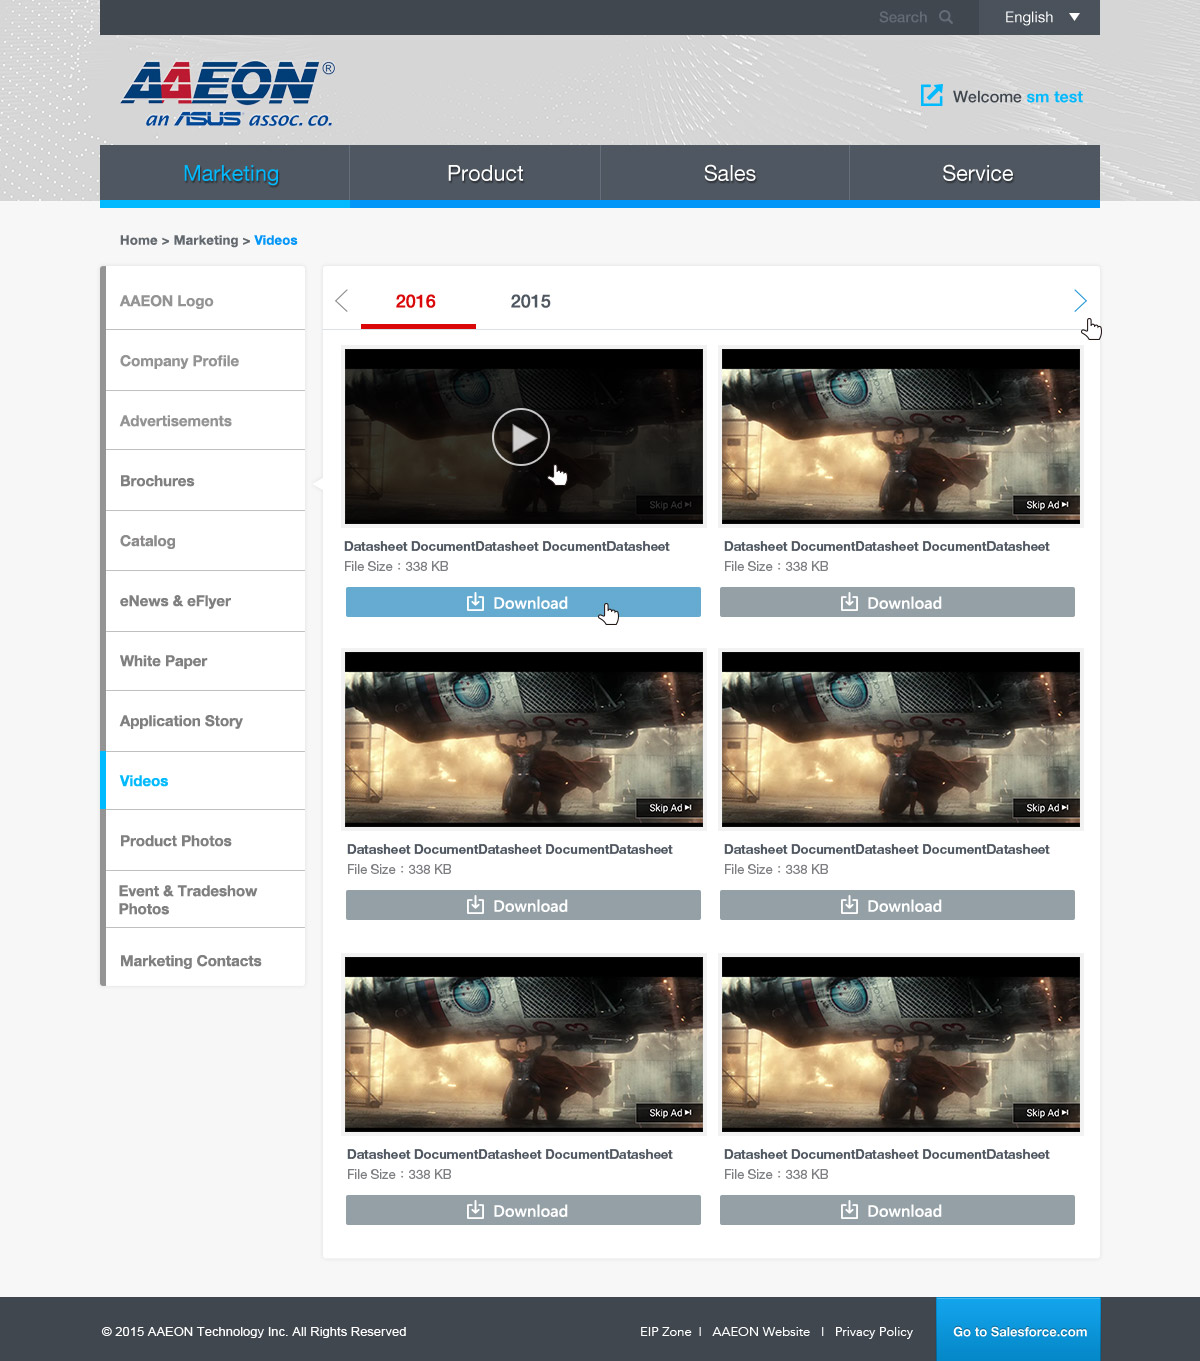 Search
English
AAEON®
an ASUS assoc. co.
Welcome sm test
Marketing
Product
Sales
Service
Home > Marketing > Videos
AAEON Logo
Company Profile
Advertisements
Brochures
Catalog
eNews & eFlyer
White Paper
Application Story
Videos
Product Photos
Event & Tradeshow
Photos
Marketing Contacts
2016
2015
Skip Ad
Skip Ad
Datasheet DocumentDatasheet DocumentDatasheet
File Size：338 KB
Download
Datasheet DocumentDatasheet DocumentDatasheet
File Size：338 KB
Download
Skip Ad
Skip Ad
Datasheet DocumentDatasheet DocumentDatasheet
File Size：338 KB
Download
Datasheet DocumentDatasheet DocumentDatasheet
File Size：338 KB
Download
Skip Ad
Skip Ad
Datasheet DocumentDatasheet DocumentDatasheet
File Size：338 KB
Download
Datasheet DocumentDatasheet DocumentDatasheet
File Size：338 KB
Download
© 2015 AAEON Technology Inc. All Rights Reserved
EIP Zone | AAEON Website | Privacy Policy
Go to Salesforce.com